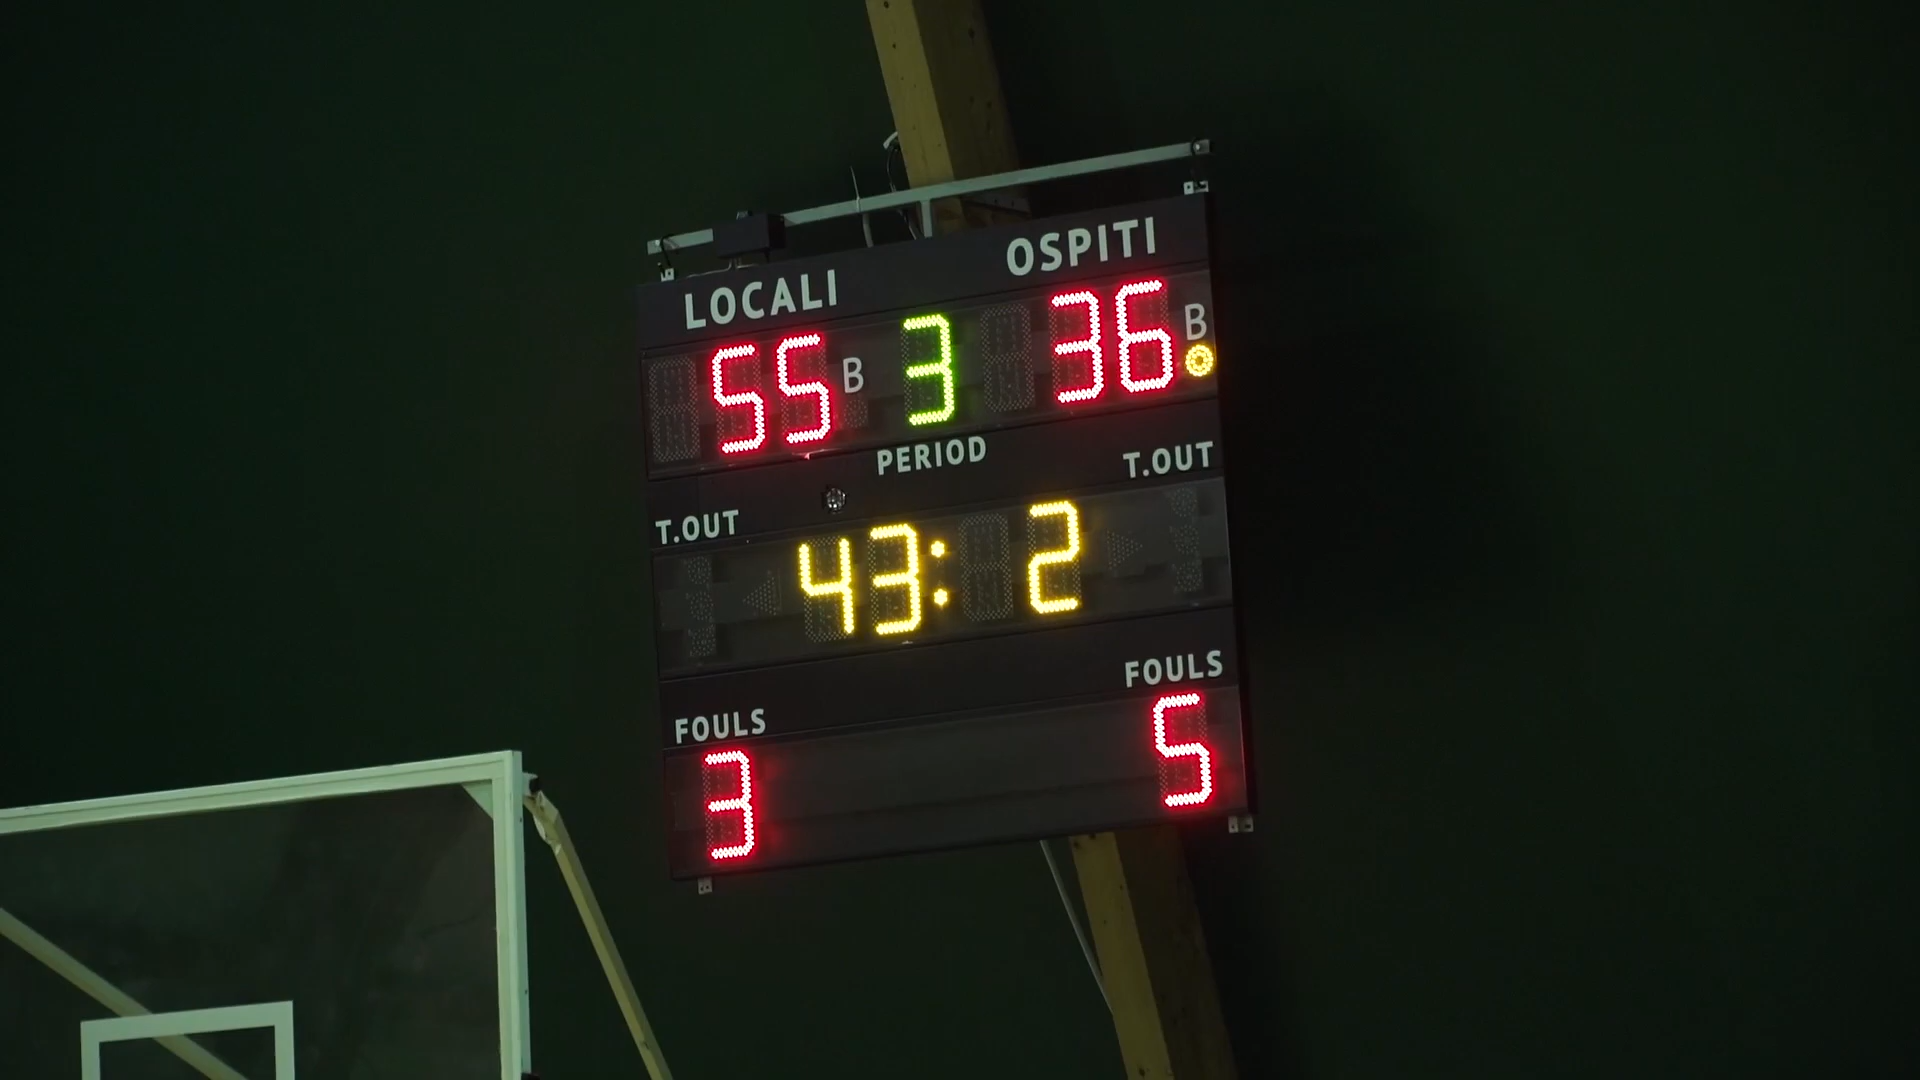 LOCALI OSPITI
55 B 3 36 B
PERIOD
T.OUT T.OUT
43: 2
FOULS FOULS
3 5